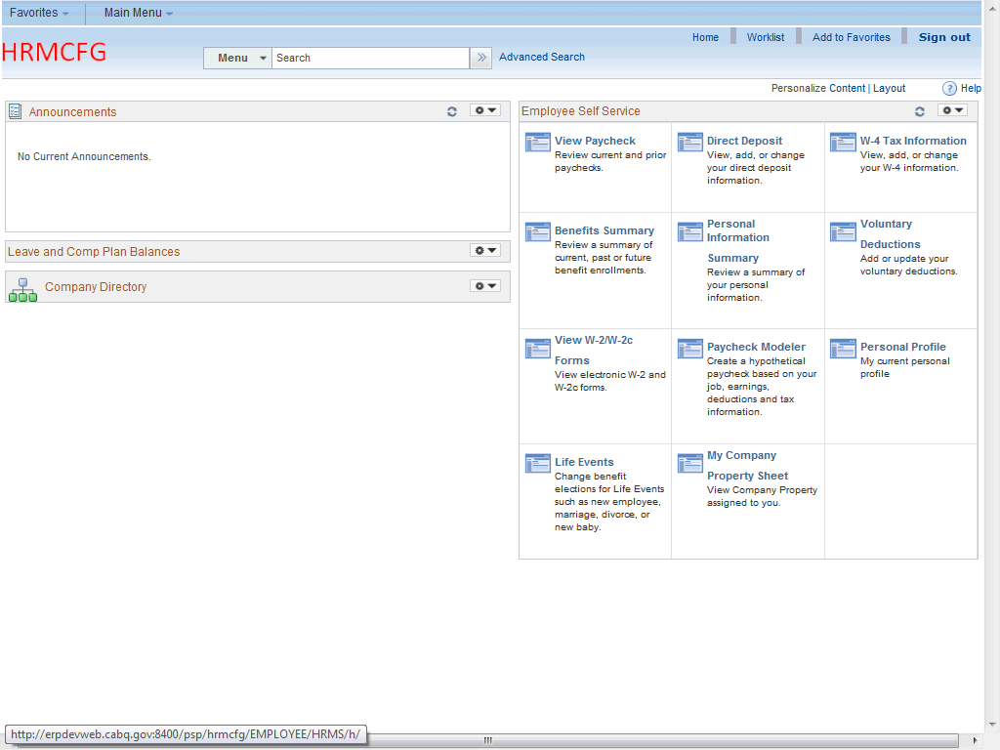 Favorites Main Menu
HRMCFG
Home Worklist Add to Favorites Sign out
Menu Search Advanced Search
Personalize Content | Layout ? Help
Announcements
No Current Announcements.
Leave and Comp Plan Balances
Company Directory
Employee Self Service
View Paycheck
Review current and prior
paychecks.
Direct Deposit
View, add, or change
your direct deposit
information.
W-4 Tax Information
View, add, or change
your W-4 information.
Benefits Summary
Review a summary of
current, past or future
benefit enrollments.
Personal
Information
Summary
Review a summary of
your personal
information.
Voluntary
Deductions
Add or update your
voluntary deductions.
View W-2/W-2c
Forms
View electronic W-2 and
W-2c forms.
Paycheck Modeler
Create a hypothetical
paycheck based on your
job, earnings,
deductions and tax
information.
Personal Profile
My current personal
profile
Life Events
Change benefit
elections for Life Events
such as new employee,
marriage, divorce, or
new baby.
My Company
Property Sheet
View Company Property
assigned to you.
http://erpdevweb.cabq.gov:8400/psp/hrmcfg/EMPLOYEE/HRMS/h/